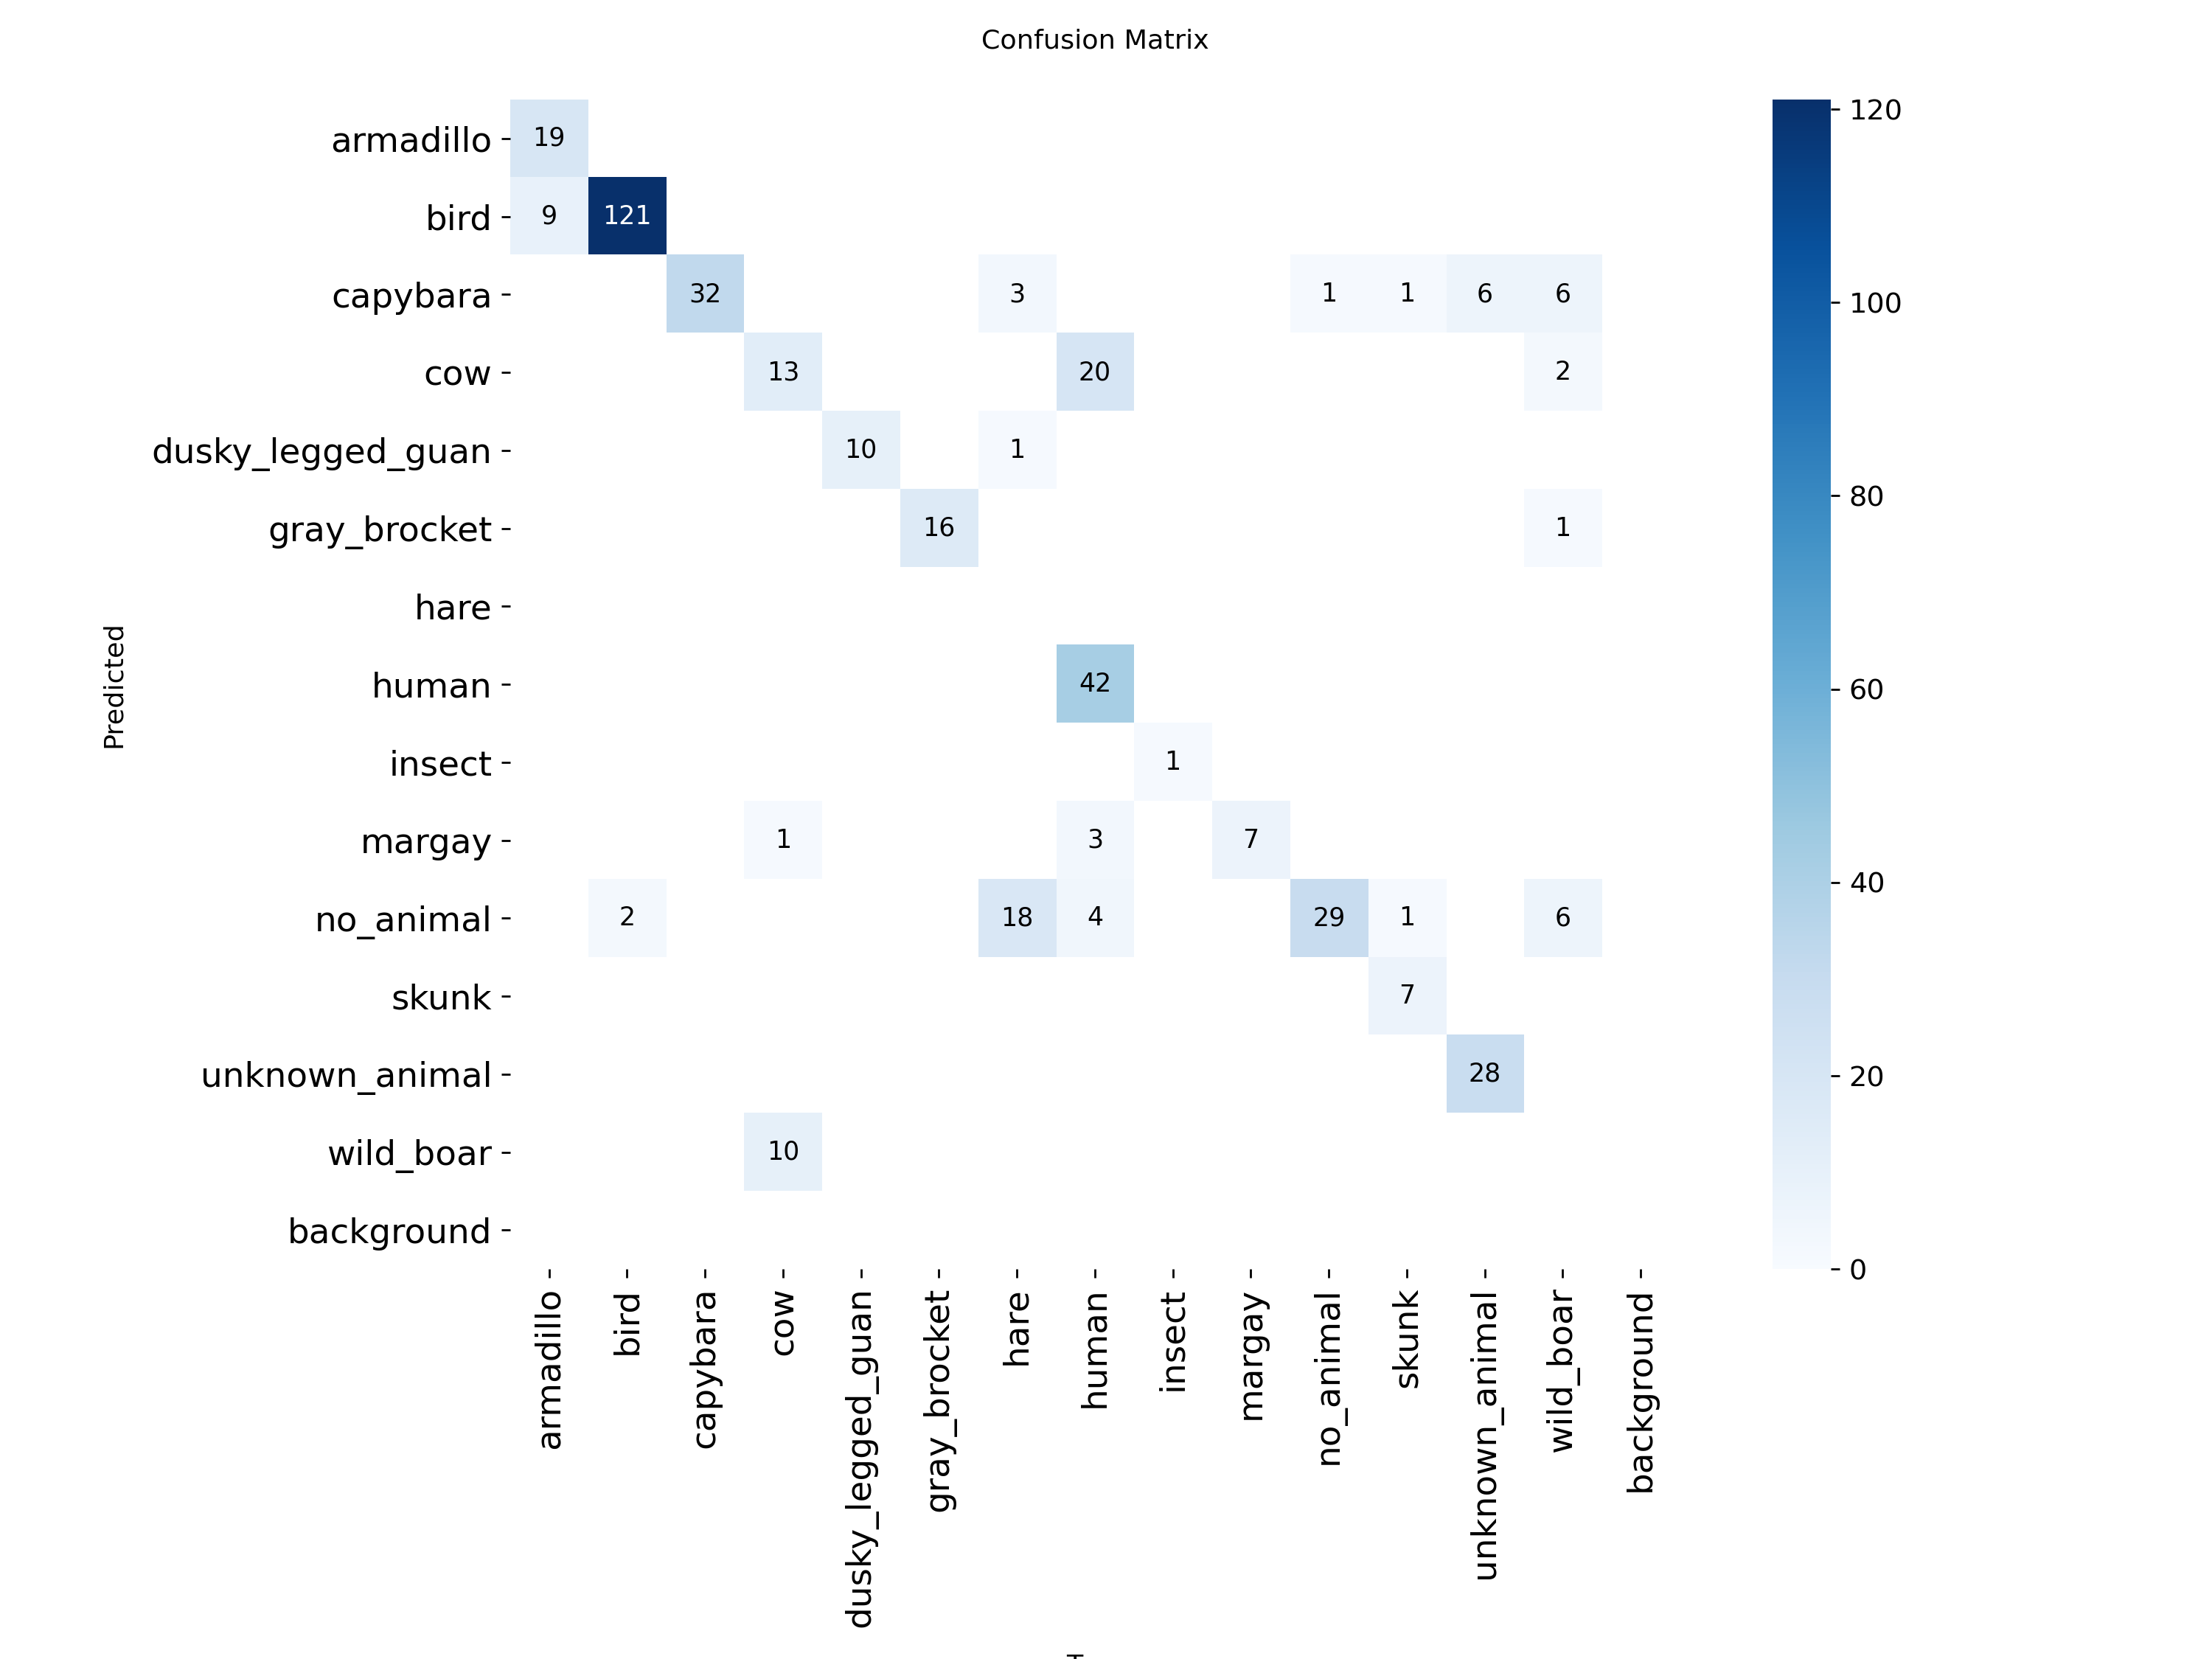 Confusion Matrix
armadillo 19
bird 9 121
capybara 32 3 1 1 6 6
cow 13 20 2
dusky_legged_guan 10 1
gray_brocket 16 1
hare
human 42
insect 1
margay 1 3 7
no_animal 2 18 4 29 1 6
skunk 7
unknown_animal 28
wild_boar 10
background
Predicted
armadillo
bird
capybara
cow
dusky_legged_guan
gray_brocket
hare
human
insect
margay
no_animal
skunk
unknown_animal
wild_boar
background
120
100
80
60
40
20
0